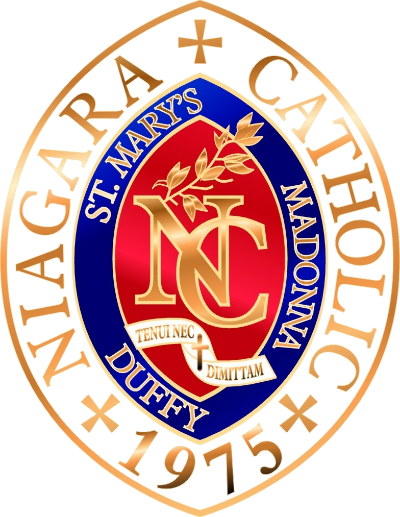 NIAGARA CATHOLIC
ST. MARY'S
MADONNA
DUFFY
NC
TENUI NEC
DIMITTAM
1975